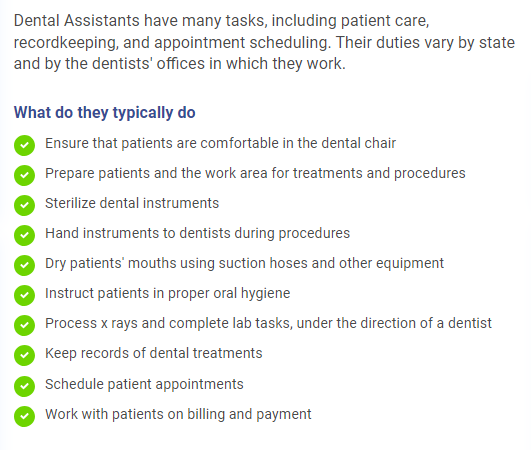 Dental Assistants have many tasks, including patient care,
recordkeeping, and appointment scheduling. Their duties vary by state
and by the dentists' offices in which they work.
What do they typically do
Ensure that patients are comfortable in the dental chair
Prepare patients and the work area for treatments and procedures
Sterilize dental instruments
Hand instruments to dentists during procedures
Dry patients' mouths using suction hoses and other equipment
Instruct patients in proper oral hygiene
Process x rays and complete lab tasks, under the direction of a dentist
Keep records of dental treatments
Schedule patient appointments
Work with patients on billing and payment